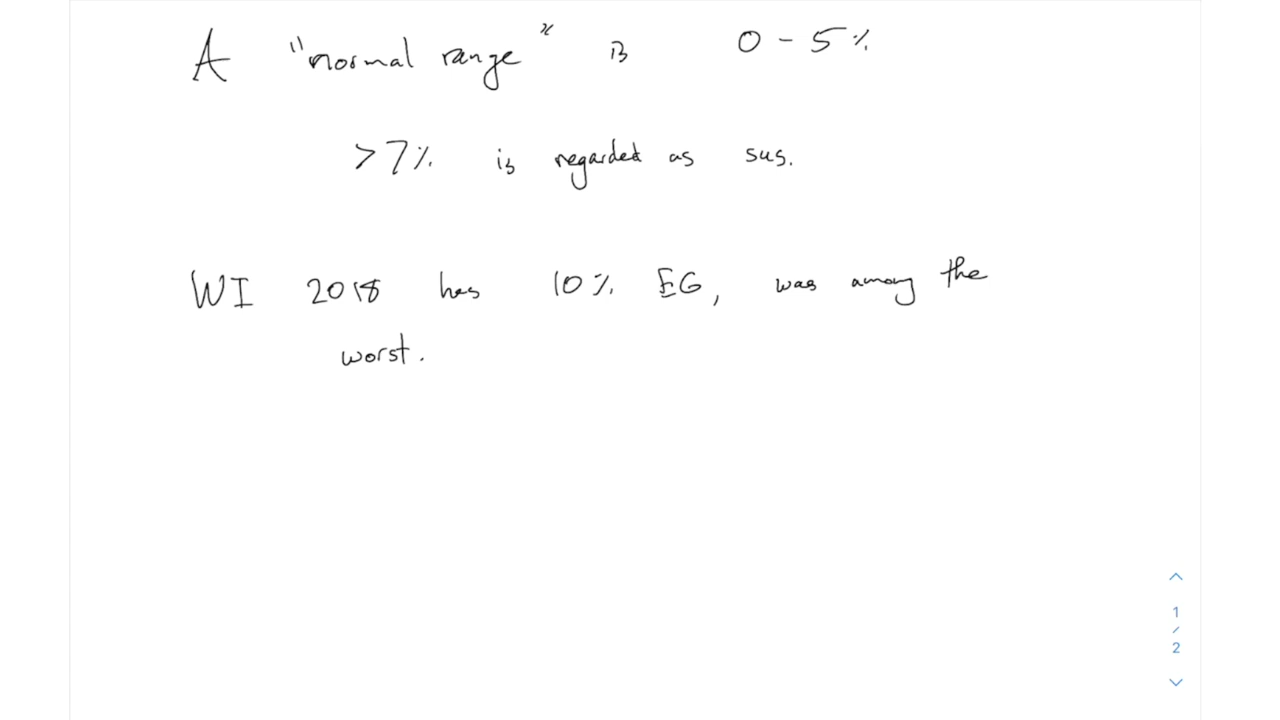 A "normal range" is 0 - 5%
>7% is regarded as sus.
WI 2018 has 10% EG, was among the
worst.
1
/
2